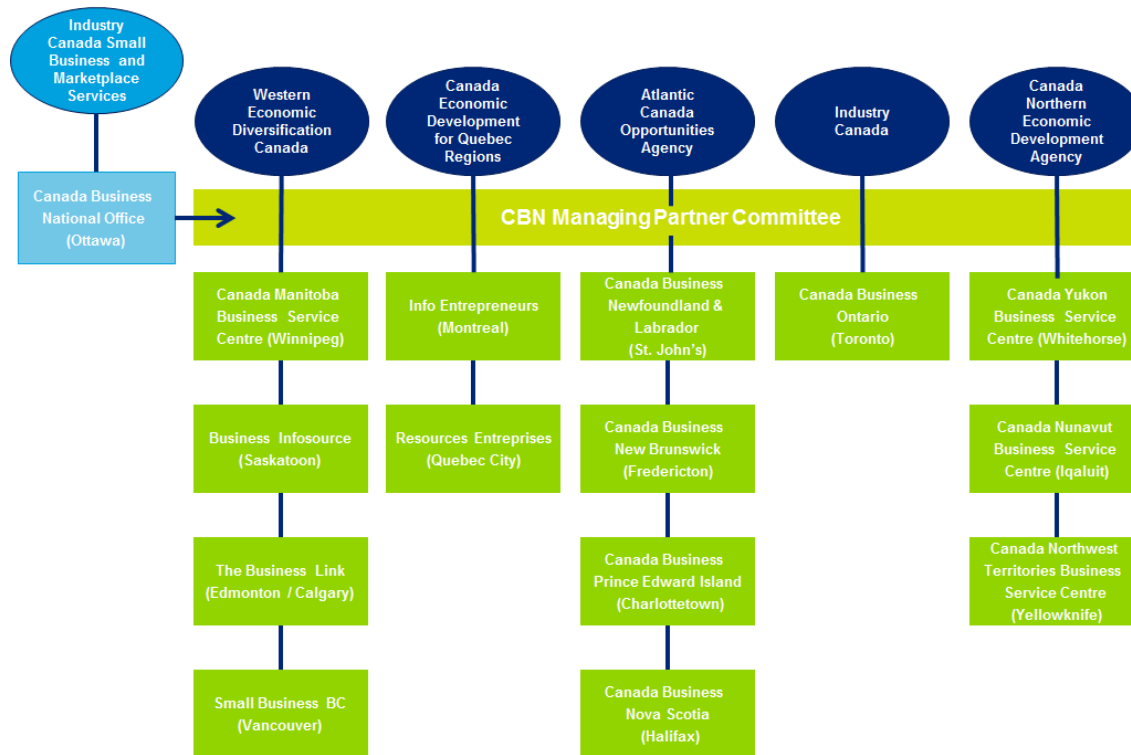 Industry
Canada Small
Business and
Marketplace
Services
Western
Economic
Diversification
Canada
Canada
Economic
Development
for Quebec
Regions
Atlantic
Canada
Opportunities
Agency
Industry
Canada
Canada
Northern
Economic
Development
Agency
Canada Business
National Office
(Ottawa)
CBN Managing Partner Committee
Canada Manitoba
Business Service
Centre (Winnipeg)
Info Entrepreneurs
(Montreal)
Canada Business
Newfoundland &
Labrador
(St. John's)
Canada Business
Ontario
(Toronto)
Canada Yukon
Business Service
Centre (Whitehorse)
Business Infosource
(Saskatoon)
Resources Entreprises
(Quebec City)
Canada Business
New Brunswick
(Fredericton)
Canada Nunavut
Business Service
Centre (Iqaluit)
The Business Link
(Edmonton / Calgary)
Canada Business
Prince Edward Island
(Charlottetown)
Canada Northwest
Territories Business
Service Centre
(Yellowknife)
Small Business BC
(Vancouver)
Canada Business
Nova Scotia
(Halifax)